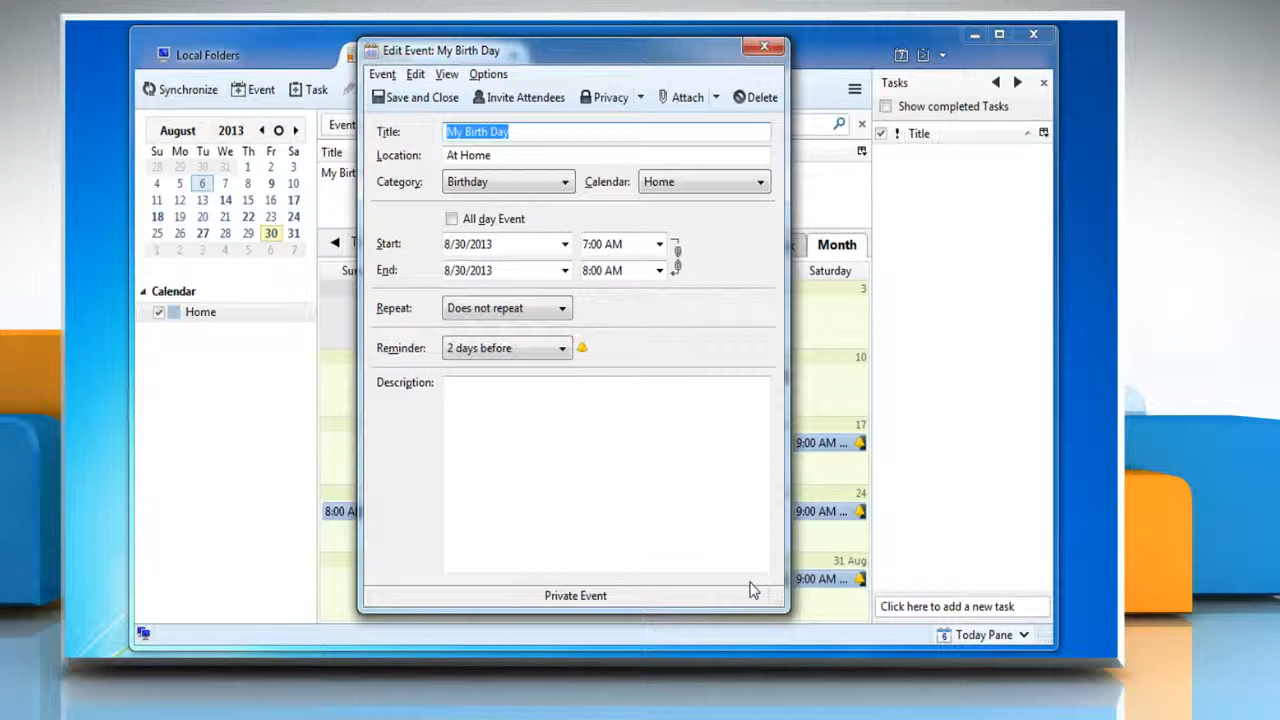 Local Folders
Edit Event: My Birth Day
Event Edit View Options
Save and Close Invite Attendees Privacy Attach Delete
Title: My Birth Day
Location: At Home
Category: Birthday Calendar: Home
All day Event
Start: 8/30/2013 7:00 AM
End: 8/30/2013 8:00 AM
Repeat: Does not repeat
Reminder: 2 days before
Description:
Private Event
Synchronize Event Task
August 2013
Su Mo Tu We Th Fr Sa
28 29 30 31 1 2 3
4 5 6 7 8 9 10
11 12 13 14 15 16 17
18 19 20 21 22 23 24
25 26 27 28 29 30 31
1 2 3 4 5 6 7
Calendar
Home
Event
Title
My Birt
Month
Saturday
3
10
17
9:00 AM ...
24
8:00 A
9:00 AM ...
31 Aug
9:00 AM ...
Tasks
Show completed Tasks
! Title
Click here to add a new task
6 Today Pane